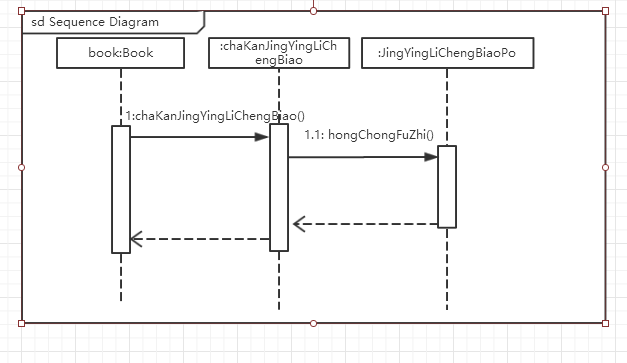 sd Sequence Diagram
book:Book
:chaKanJingYingLiCh
engBiao
:JingYingLiChengBiaoPo
1:chaKanJingYingLiChengBiao()
1.1: hongChongFuZhi()